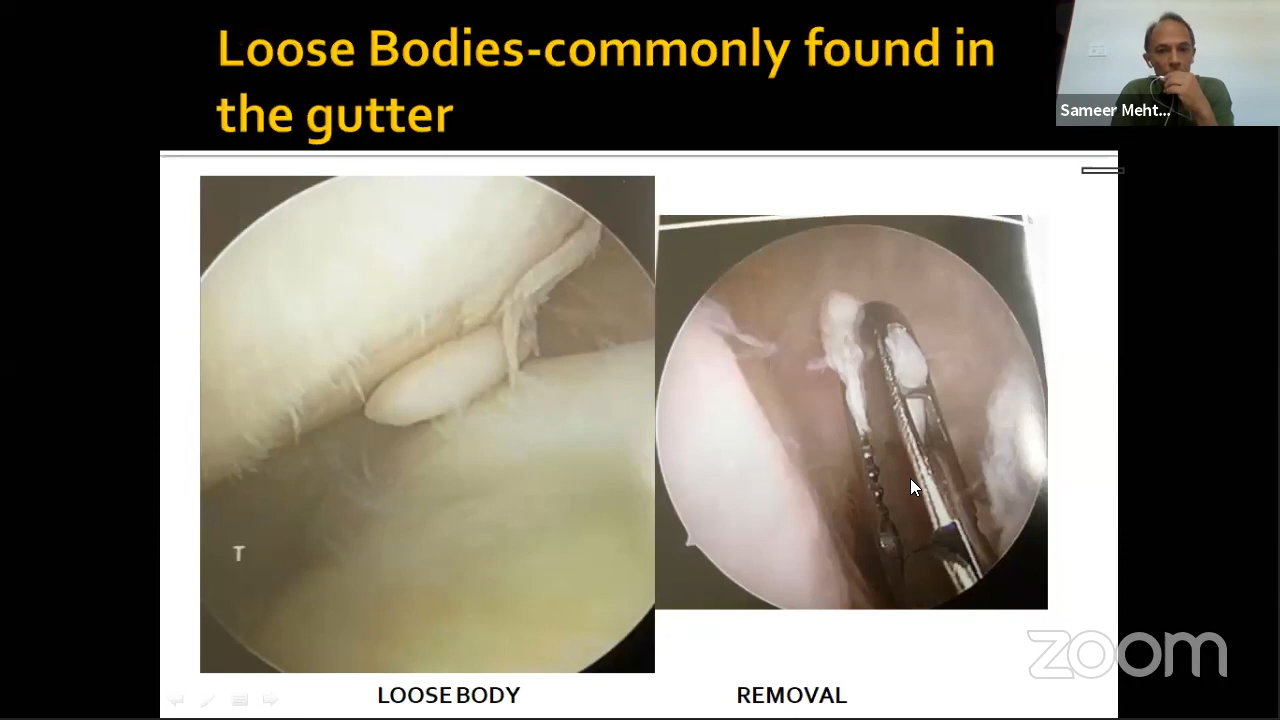 Loose Bodies-commonly found in
the gutter
Sameer Meht...
T
LOOSE BODY
REMOVAL
zoom